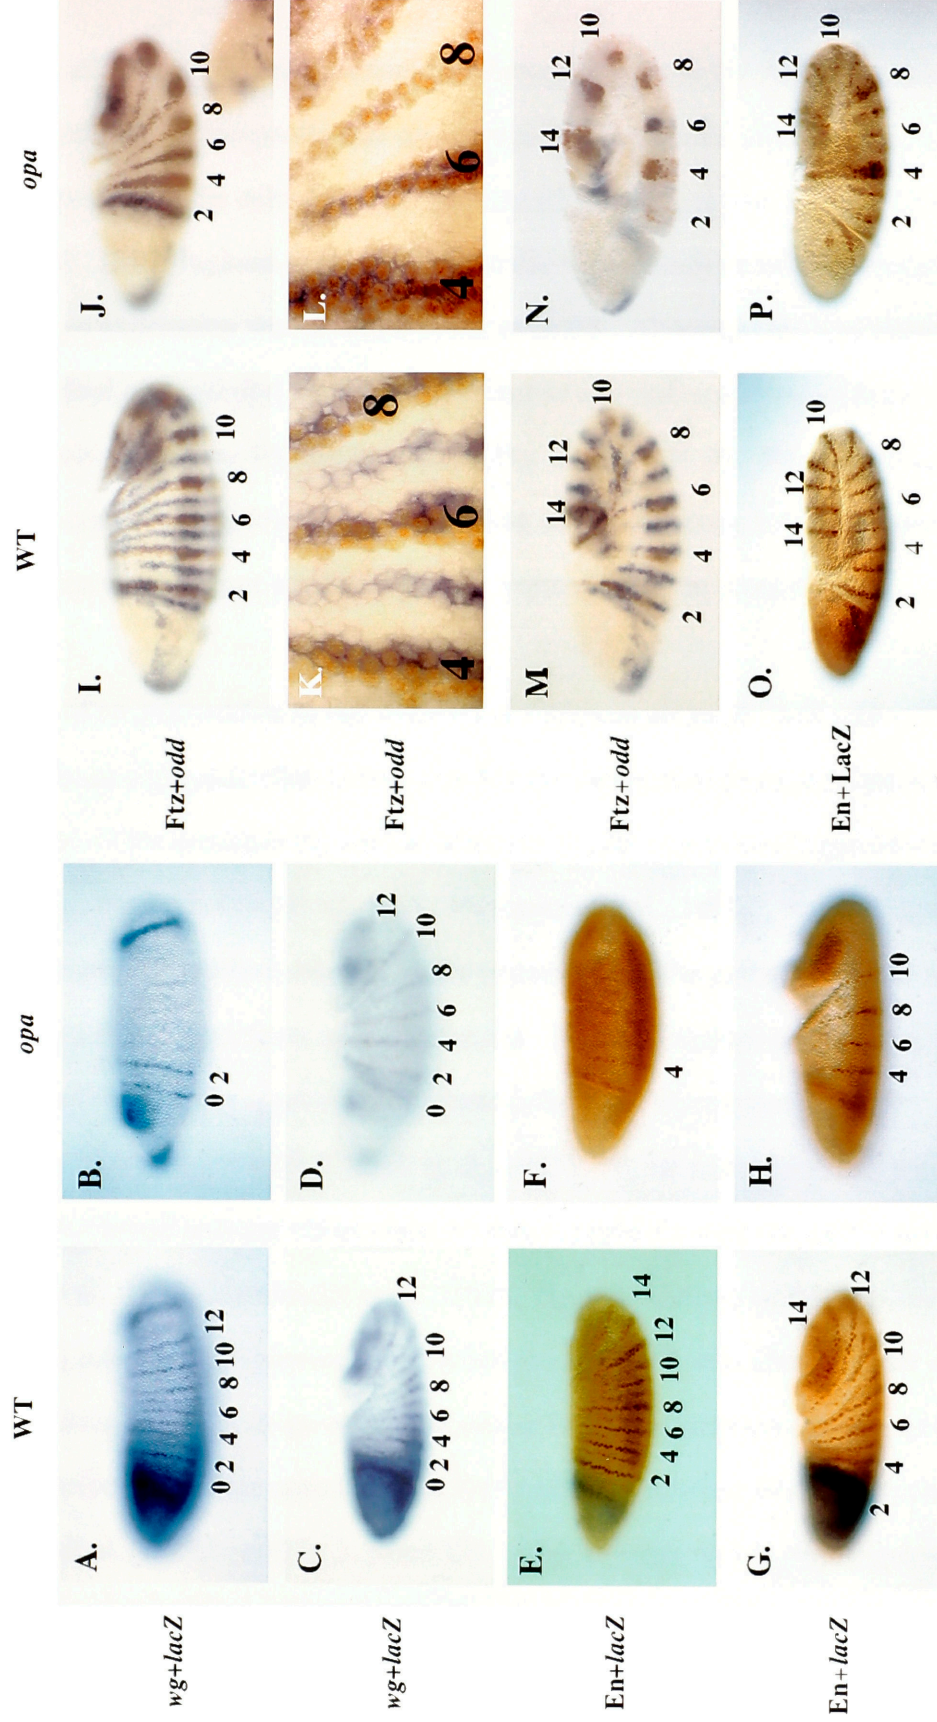 WT opa WT opa
wg+lacZ
A.
0 2 4 6 8 10 12
B.
0 2
Ftz+odd
I.
2 4 6 8 10
J.
2 4 6 8 10
wg+lacZ
C.
0 2 4 6 8 10 12
D.
0 2 4 6 8 10 12
Ftz+odd
K.
4 6 8
L.
4 6 8
En+lacZ
E.
2 4 6 8 10 12 14
F.
4
Ftz+odd
M.
14 12 10
2 4 6 8
N.
14 12 10
2 4 6 8
En+lacZ
G.
14
2 4 6 8 10 12
H.
4 6 8 10
En+LacZ
O.
14 12 10
2 4 6 8
P.
14 12 10
2 4 6 8